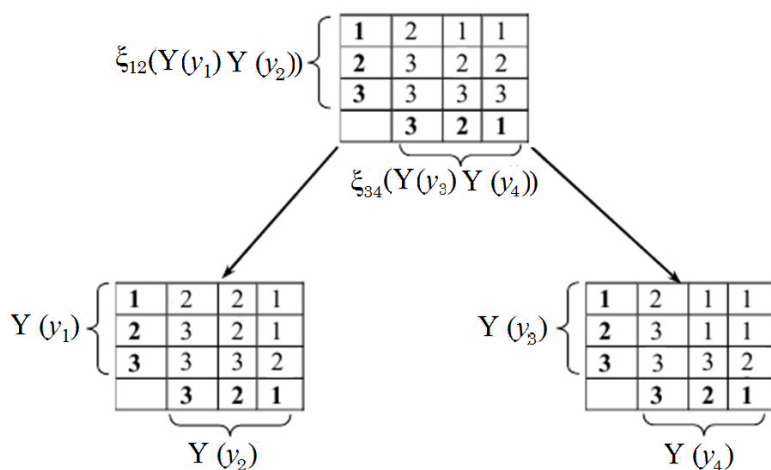 ξ₁₂(Y(y₁) Y (y₂))
1 2 1 1
2 3 2 2
3 3 3 3
3 2 1
ξ₃₄(Y(y₃) Y (y₄))
Y (y₁)
1 2 2 1
2 3 2 1
3 3 3 2
3 2 1
Y (y₂)
Y (y₃)
1 2 1 1
2 3 1 1
3 3 3 2
3 2 1
Y (y₄)